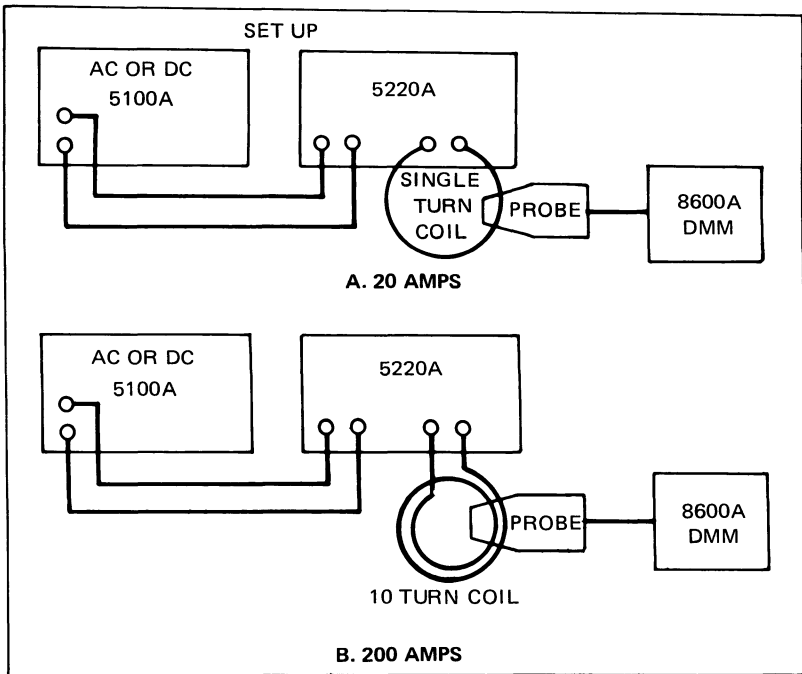 SET UP
AC OR DC
5100A
5220A
SINGLE
TURN
COIL
PROBE
8600A
DMM
A. 20 AMPS
AC OR DC
5100A
5220A
PROBE
8600A
DMM
10 TURN COIL
B. 200 AMPS